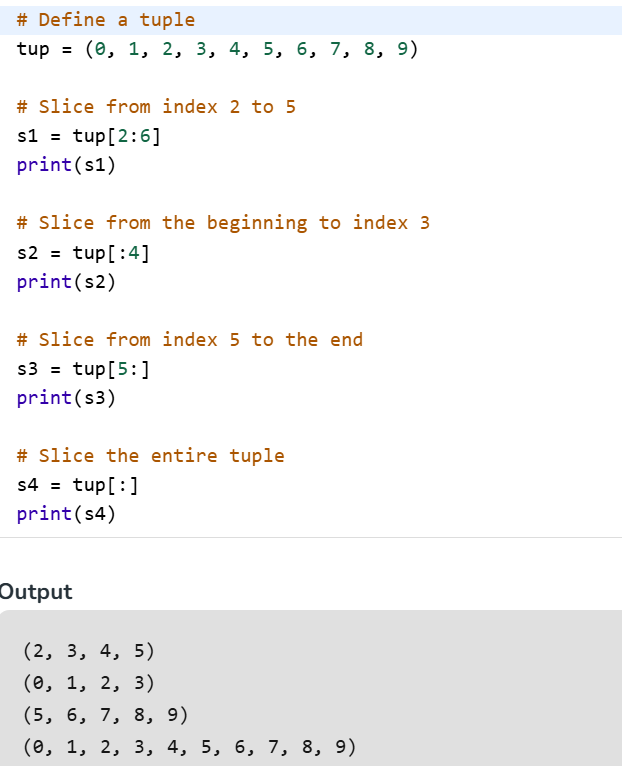 # Define a tuple
tup = (0, 1, 2, 3, 4, 5, 6, 7, 8, 9)
# Slice from index 2 to 5
s1 = tup[2:6]
print(s1)
# Slice from the beginning to index 3
s2 = tup[:4]
print(s2)
# Slice from index 5 to the end
s3 = tup[5:]
print(s3)
# Slice the entire tuple
s4 = tup[:]
print(s4)
Output
(2, 3, 4, 5)
(0, 1, 2, 3)
(5, 6, 7, 8, 9)
(0, 1, 2, 3, 4, 5, 6, 7, 8, 9)